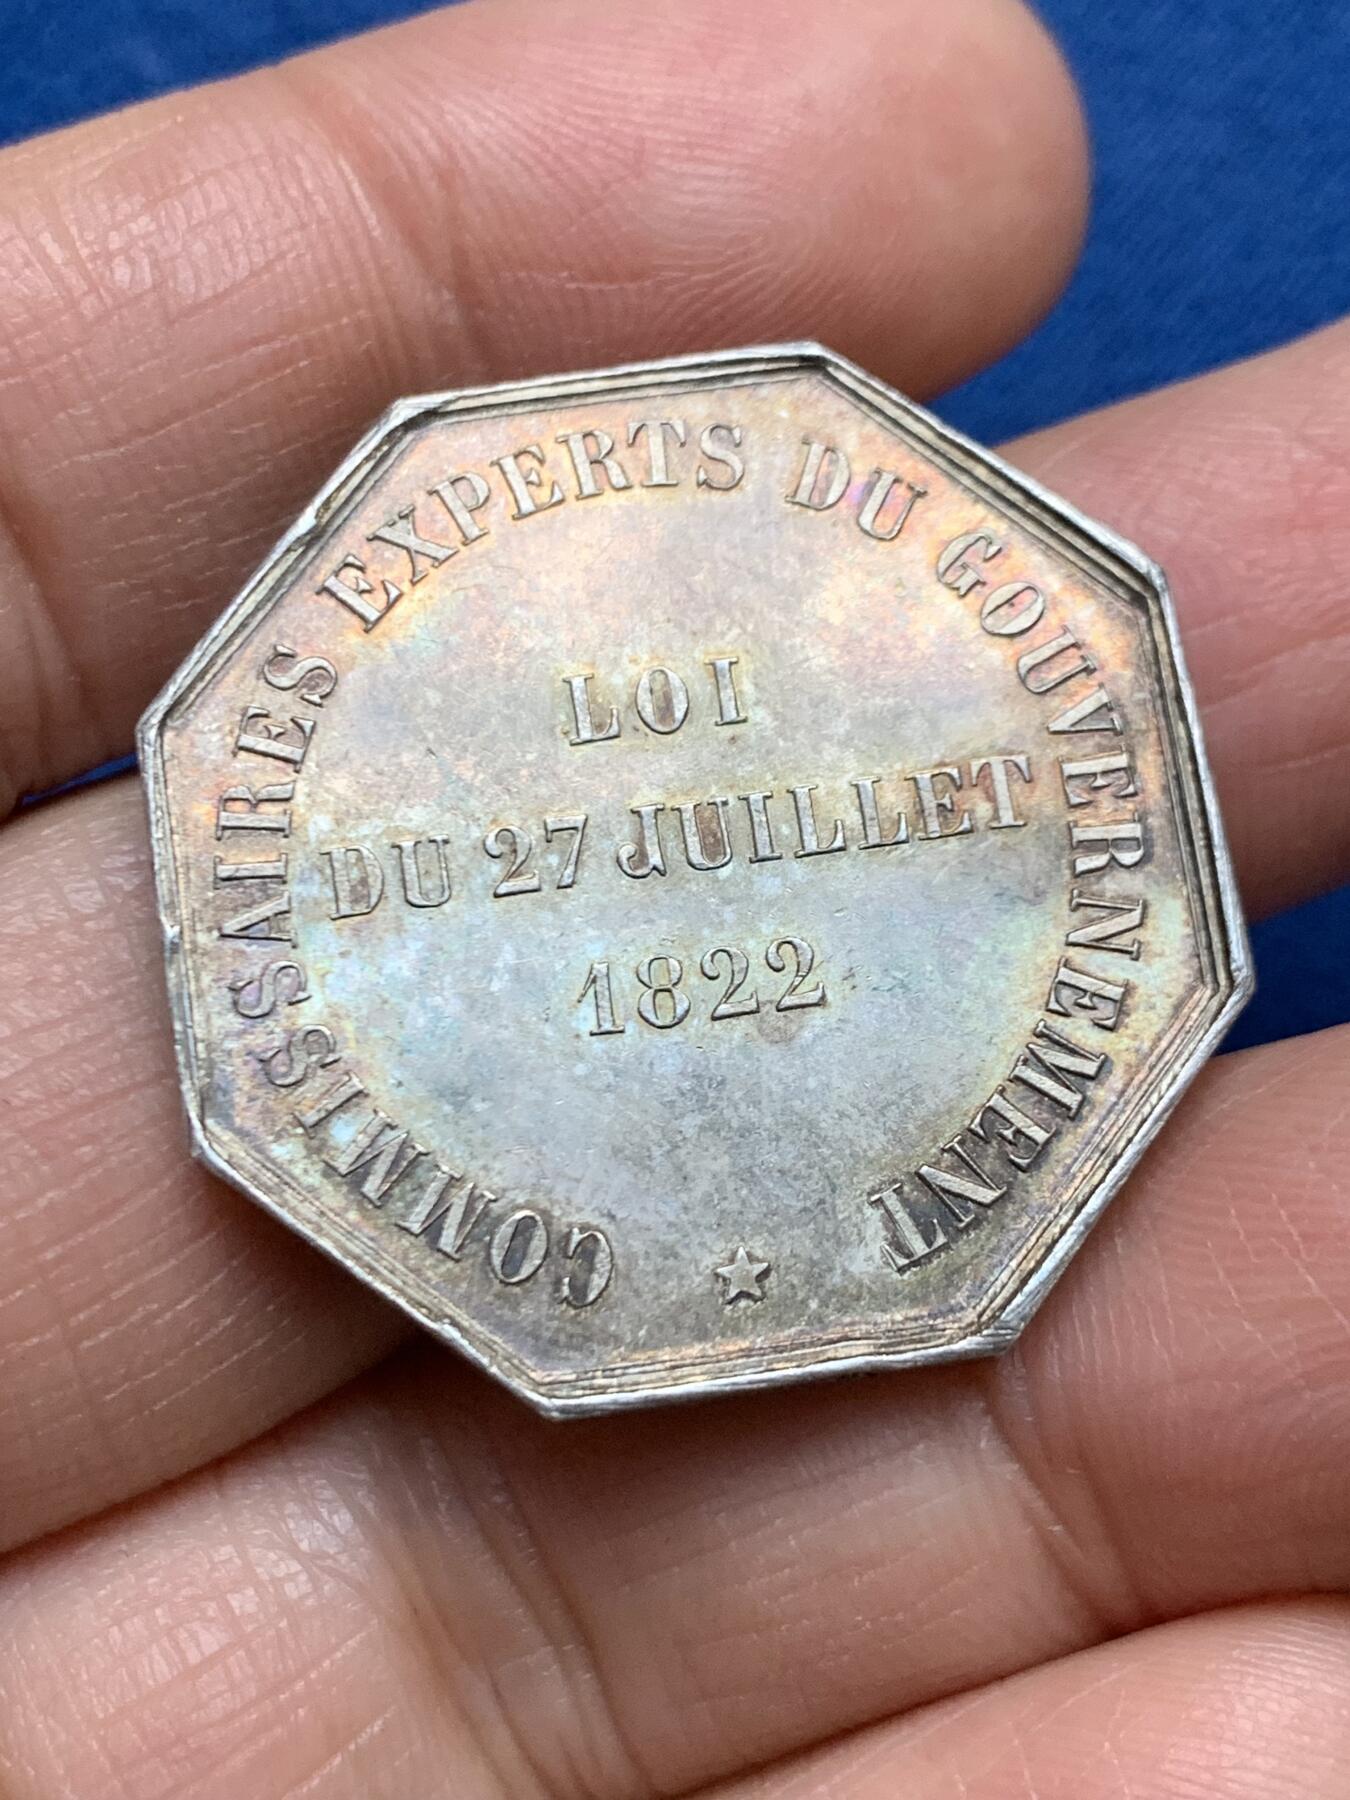 COMMISSAIRES EXPERTS DU GOUVERNEMENT
LOI
DU 27 JUILLET
1822